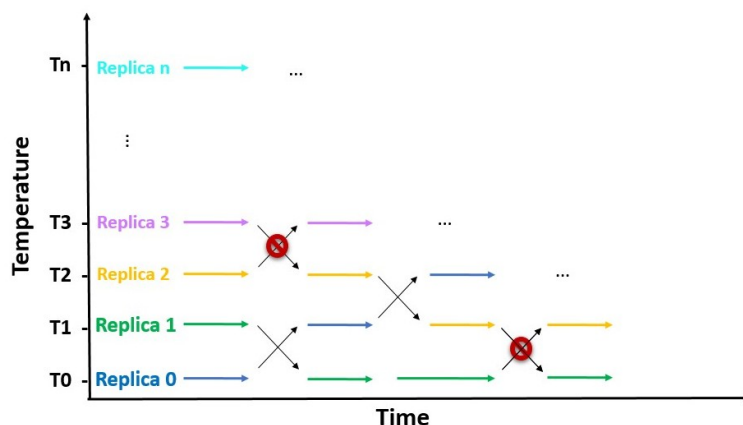 Temperature
Tn Replica n ...
...
T3 Replica 3 ...
T2 Replica 2 ...
T1 Replica 1
T0 Replica 0
Time